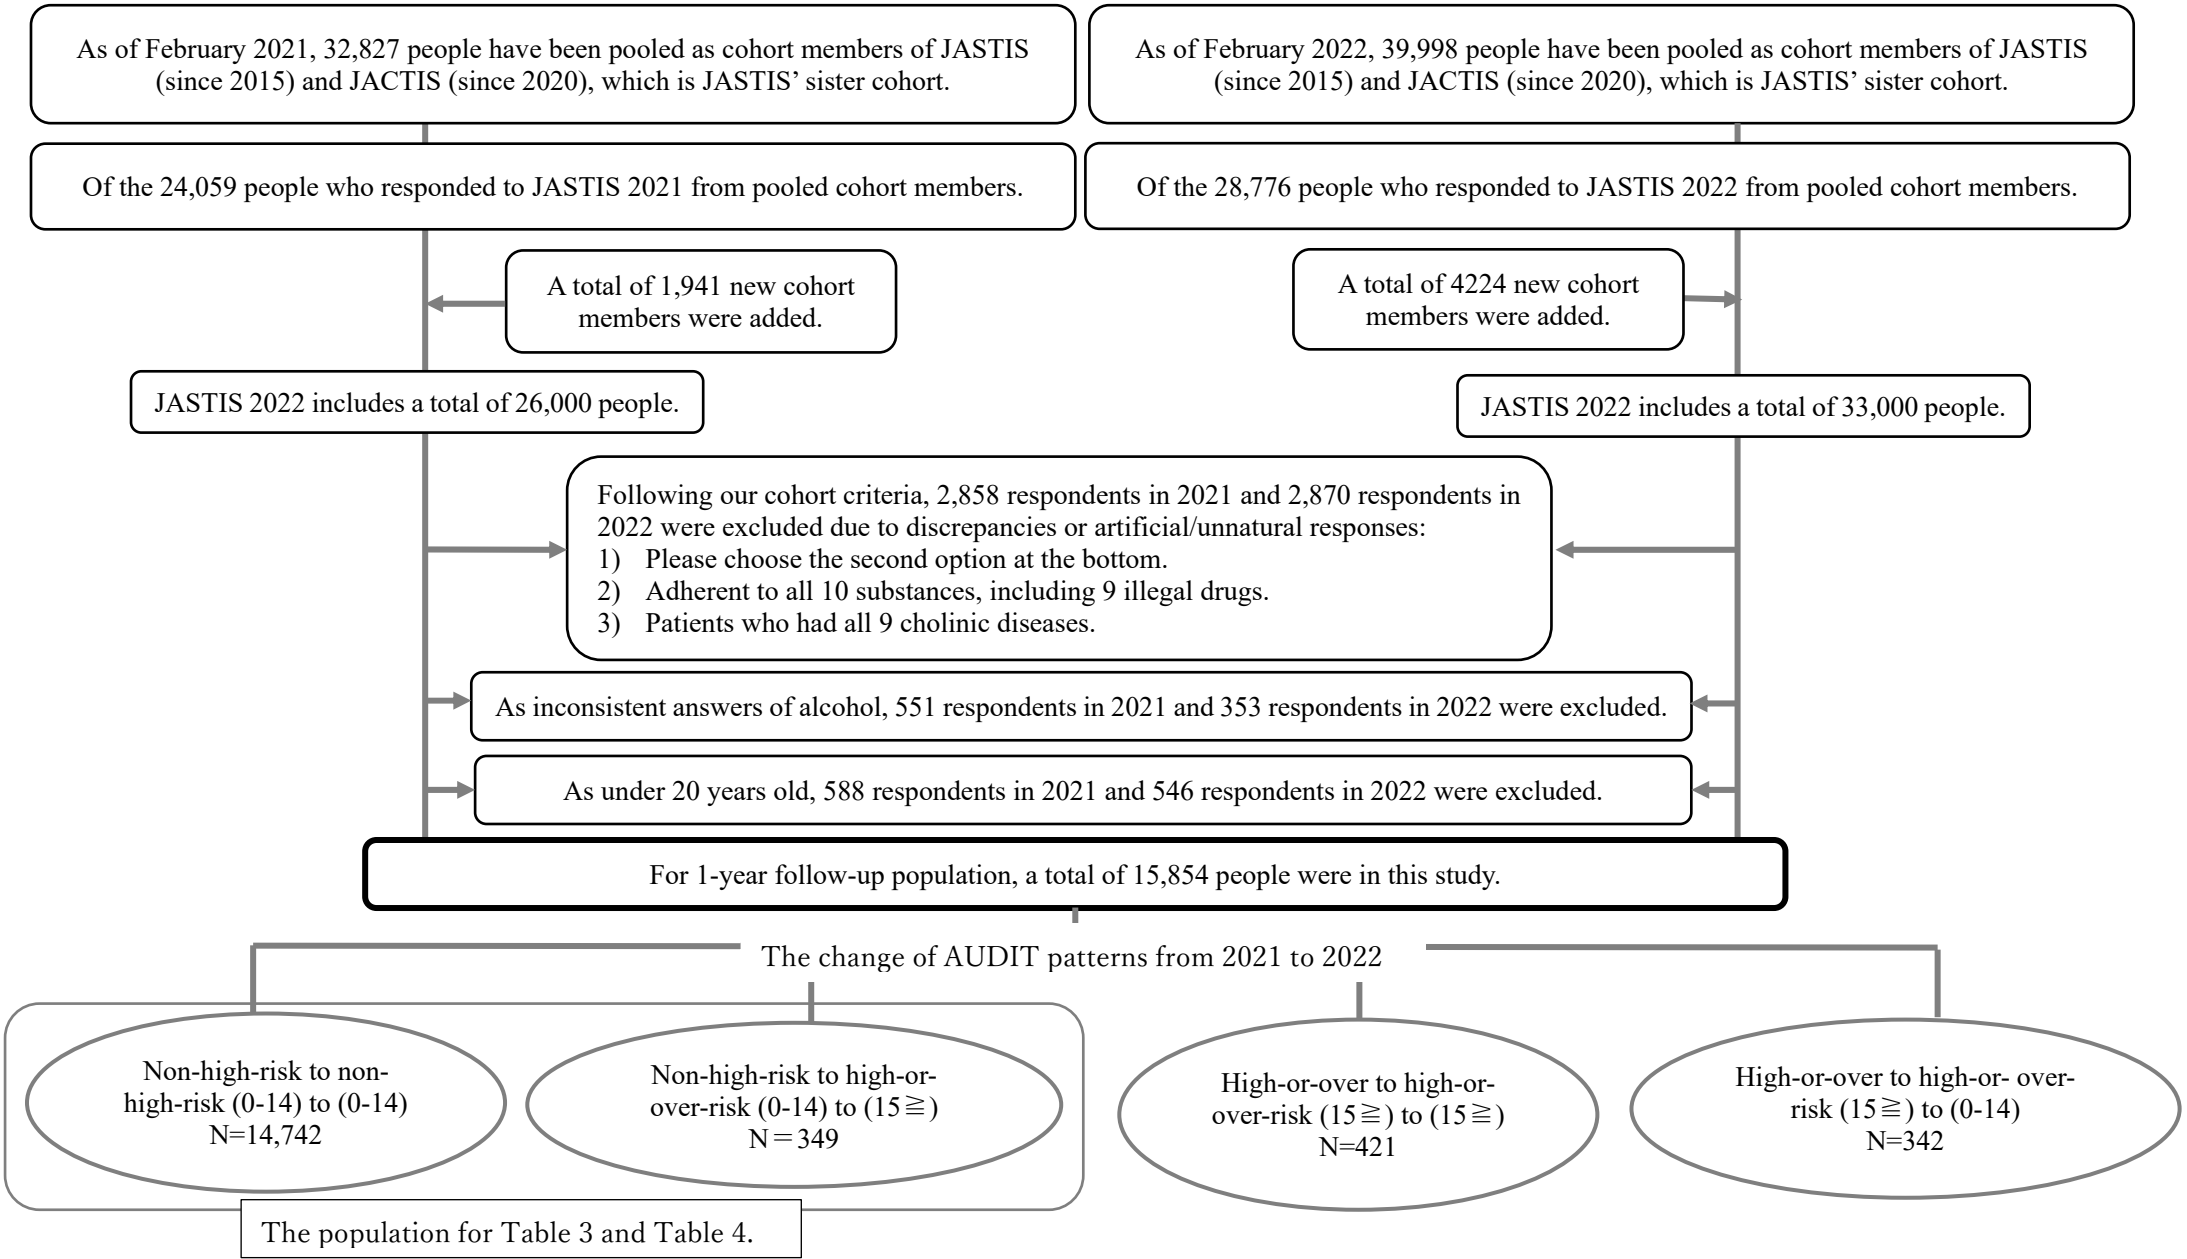 As of February 2021, 32,827 people have been pooled as cohort members of JASTIS
(since 2015) and JACTIS (since 2020), which is JASTIS’ sister cohort.
As of February 2022, 39,998 people have been pooled as cohort members of JASTIS
(since 2015) and JACTIS (since 2020), which is JASTIS’ sister cohort.
Of the 24,059 people who responded to JASTIS 2021 from pooled cohort members.
Of the 28,776 people who responded to JASTIS 2022 from pooled cohort members.
A total of 1,941 new cohort
members were added.
A total of 4224 new cohort
members were added.
JASTIS 2022 includes a total of 26,000 people.
JASTIS 2022 includes a total of 33,000 people.
Following our cohort criteria, 2,858 respondents in 2021 and 2,870 respondents in
2022 were excluded due to discrepancies or artificial/unnatural responses:
1) Please choose the second option at the bottom.
2) Adherent to all 10 substances, including 9 illegal drugs.
3) Patients who had all 9 cholinic diseases.
As inconsistent answers of alcohol, 551 respondents in 2021 and 353 respondents in 2022 were excluded.
As under 20 years old, 588 respondents in 2021 and 546 respondents in 2022 were excluded.
For 1-year follow-up population, a total of 15,854 people were in this study.
The change of AUDIT patterns from 2021 to 2022
Non-high-risk to non-
high-risk (0-14) to (0-14)
N=14,742
Non-high-risk to high-or-
over-risk (0-14) to (15≧)
N＝349
High-or-over to high-or-
over-risk (15≧) to (15≧)
N=421
High-or-over to high-or- over-
risk (15≧) to (0-14)
N=342
The population for Table 3 and Table 4.